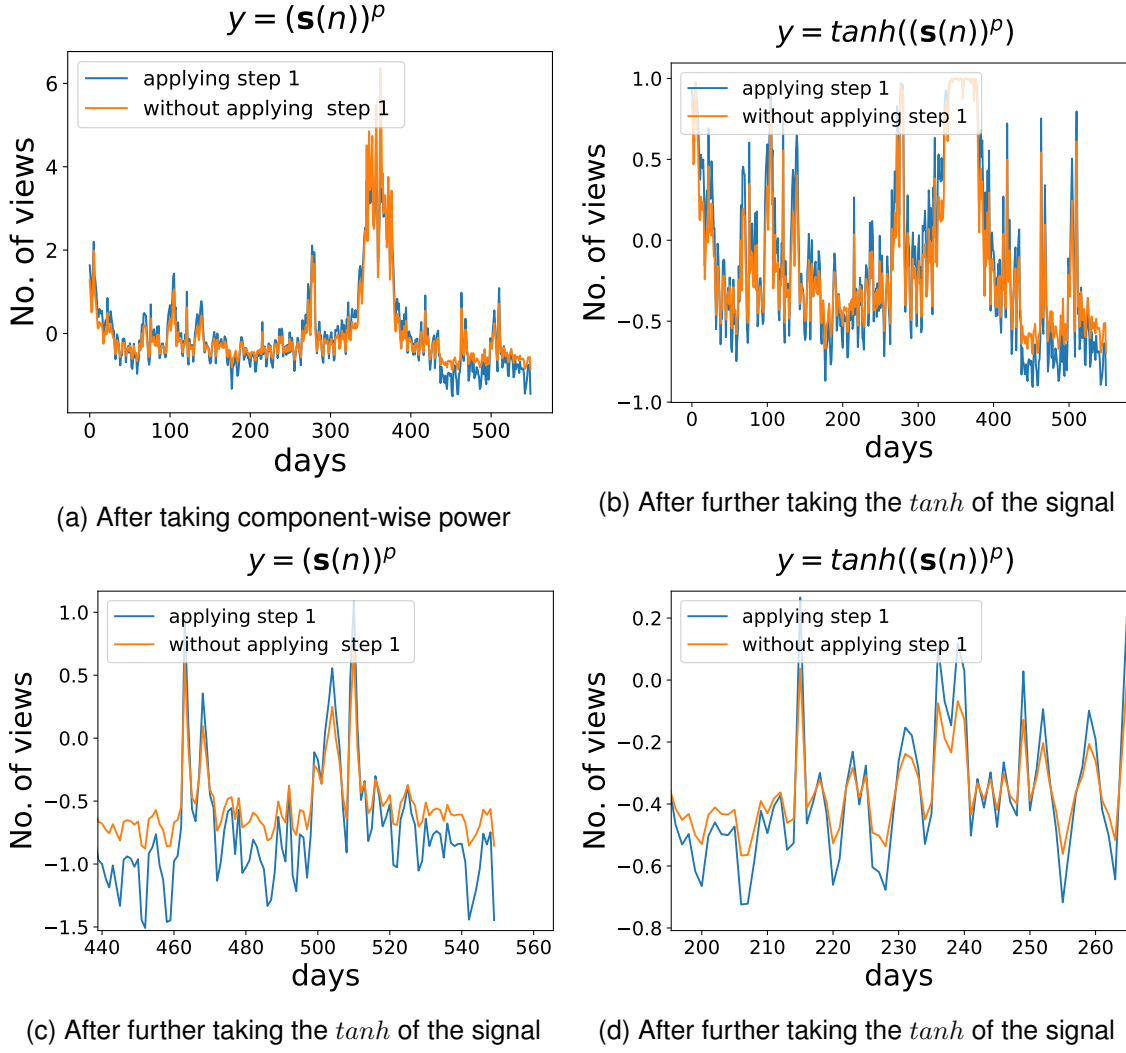 y = (s(n))^p
applying step 1
without applying  step 1
No. of views
6
4
2
0
0 100 200 300 400 500
days
(a) After taking component-wise power
y = tanh((s(n))^p)
applying step 1
without applying step 1
No. of views
1.0
0.5
0.0
−0.5
−1.0
0 100 200 300 400 500
days
(b) After further taking the tanh of the signal
y = (s(n))^p
applying step 1
without applying  step 1
No. of views
1.0
0.5
0.0
−0.5
−1.0
−1.5
440 460 480 500 520 540 560
days
(c) After further taking the tanh of the signal
y = tanh((s(n))^p)
applying step 1
without applying step 1
No. of views
0.2
0.0
−0.2
−0.4
−0.6
−0.8
200 210 220 230 240 250 260
days
(d) After further taking the tanh of the signal